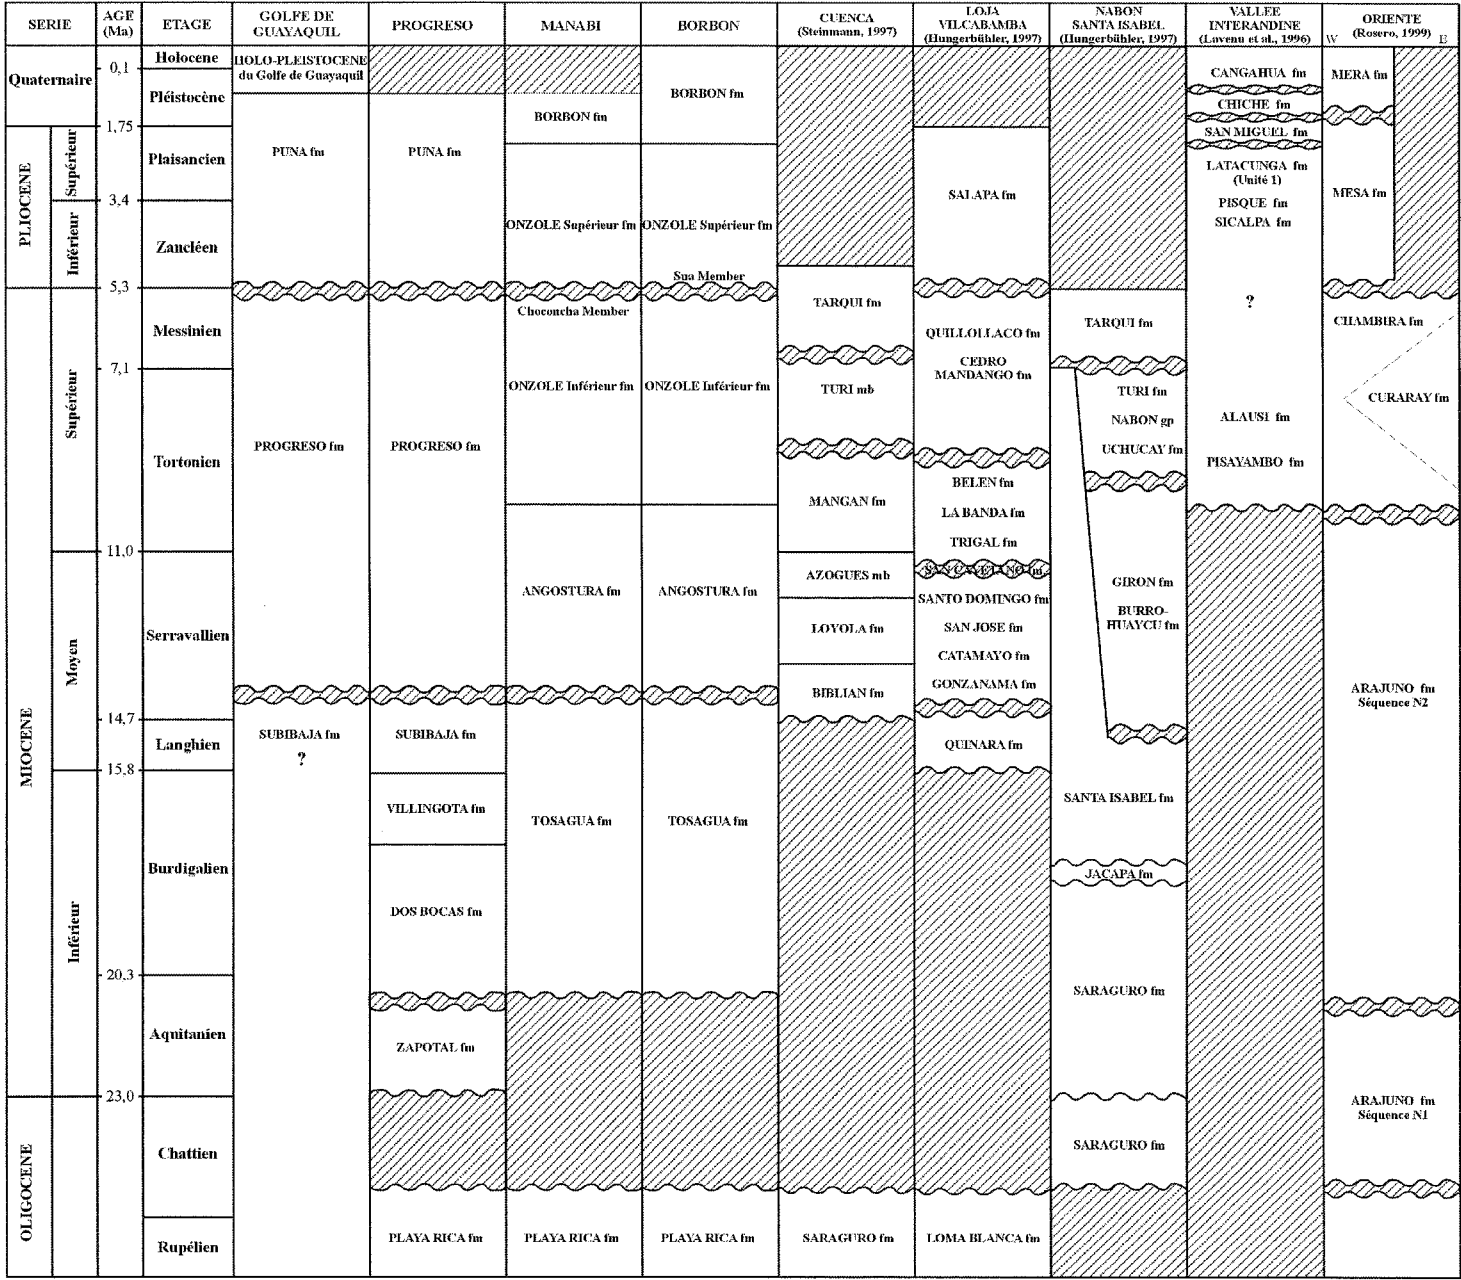 SERIE
AGE
(Ma)
ETAGE
GOLFE DE
GUAYAQUIL
PROGRESO
MANABI
BORBON
CUENCA
(Steinmann, 1997)
LOJA
VILCABAMBA
(Hungerbühler, 1997)
NABON
SANTA ISABEL
(Hungerbühler, 1997)
VALLEE
INTERANDINE
(Lavenu et al., 1996)
ORIENTE
(Rosero, 1999)
W
E
Quaternaire
PLIOCENE
Supérieur
Inférieur
MIOCENE
Supérieur
Moyen
Inférieur
OLIGOCENE
0,1
1.75
3,4
5,3
7,1
11,0
14,7
15,8
20,3
23,0
Holocene
Pléistocène
Plaisancien
Zancléen
Messinien
Tortonien
Serravallien
Langhien
Burdigalien
Aquitanien
Chattien
Rupélien
HOLO-PLEISTOCENE
du Golfe de Guayaquil
PUNA fm
PROGRESO fm
SUBIBAJA fm
?
PUNA fm
PROGRESO fm
SUBIBAJA fm
VILLINGOTA fm
DOS BOCAS fm
ZAPOTAL fm
PLAYA RICA fm
BORBON fm
ONZOLE Supérieur fm
Choconcha Member
ONZOLE Inférieur fm
ANGOSTURA fm
TOSAGUA fm
PLAYA RICA fm
BORBON fm
ONZOLE Supérieur fm
Sua Member
ONZOLE Inférieur fm
ANGOSTURA fm
TOSAGUA fm
PLAYA RICA fm
TARQUI fm
TURI mb
MANGAN fm
AZOGUES mb
LOYOLA fm
BIBLIAN fm
SARAGURO fm
SALAPA fm
QUILLOLLACO fm
CEDRO
MANDANGO fm
BELEN fm
LA BANDA fm
TRIGAL fm
SAN CAYETANO fm
SANTO DOMINGO fm
SAN JOSE fm
CATAMAYO fm
GONZANAMA fm
QUINARA fm
LOMA BLANCA fm
TARQUI fm
TURI fm
NABON gp
UCHUCAY fm
GIRON fm
BURRO-
HUAYCU fm
SANTA ISABEL fm
JACAPA fm
SARAGURO fm
SARAGURO fm
CANGAHUA fm
CHICHE fm
SAN MIGUEL fm
LATACUNGA fm
(Unité 1)
PISQUE fm
SICALPA fm
?
ALAUSI fm
PISAYAMBO fm
MERA fm
MESA fm
CHAMBIRA fm
CURARAY fm
ARAJUNO fm
Séquence N2
ARAJUNO fm
Séquence N1